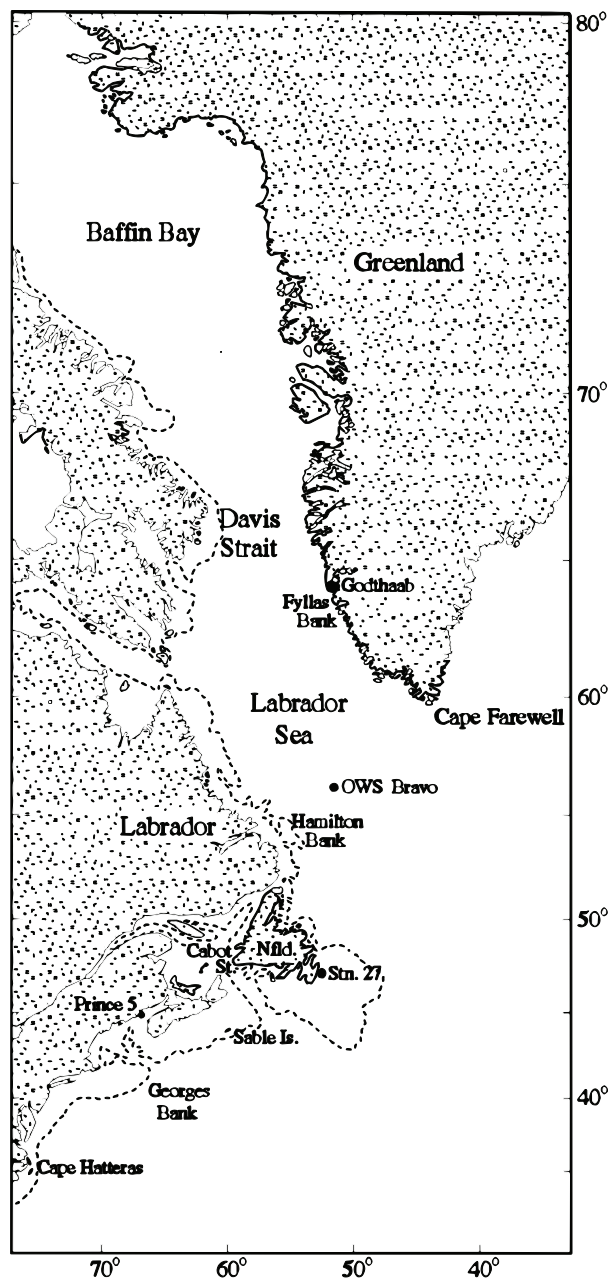 80°
Baffin Bay
Greenland
70°
Davis
Strait
Godthaab
Fyllas
Bank
60°
Labrador
Sea
Cape Farewell
OWS Bravo
Hamilton
Bank
Labrador
50°
Cabot
St.
Nfld.
Stn. 27
Prince 5
Sable Is.
Georges
Bank
40°
Cape Hatteras
70°
60°
50°
40°